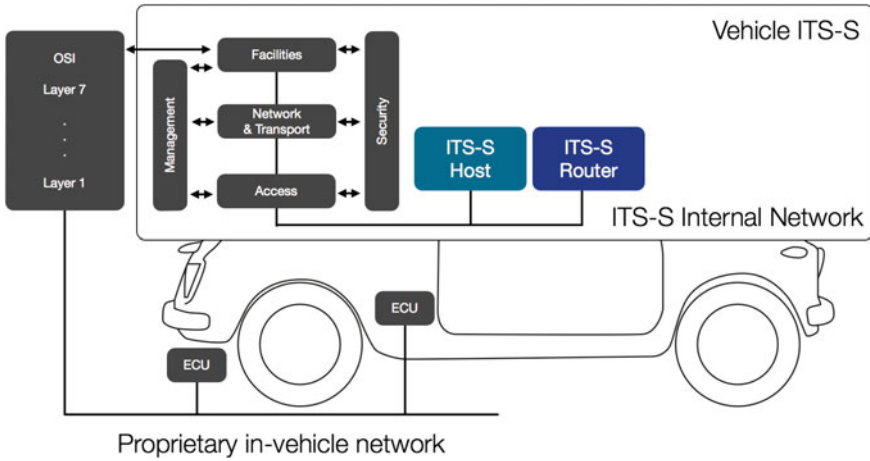 Vehicle ITS-S
OSI
Layer 7
.
.
.
Layer 1
Facilities
Management
Network
& Transport
Security
Access
ITS-S
Host
ITS-S
Router
ITS-S Internal Network
ECU
ECU
Proprietary in-vehicle network